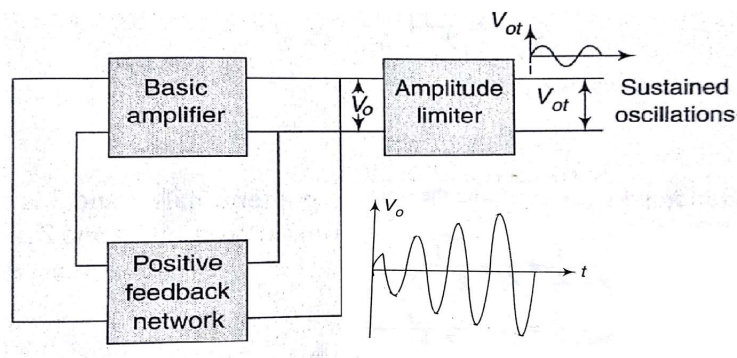 Vot
Basic
amplifier
Vo
Amplitude
limiter
Vot
Sustained
oscillations
Positive
feedback
network
Vo
t